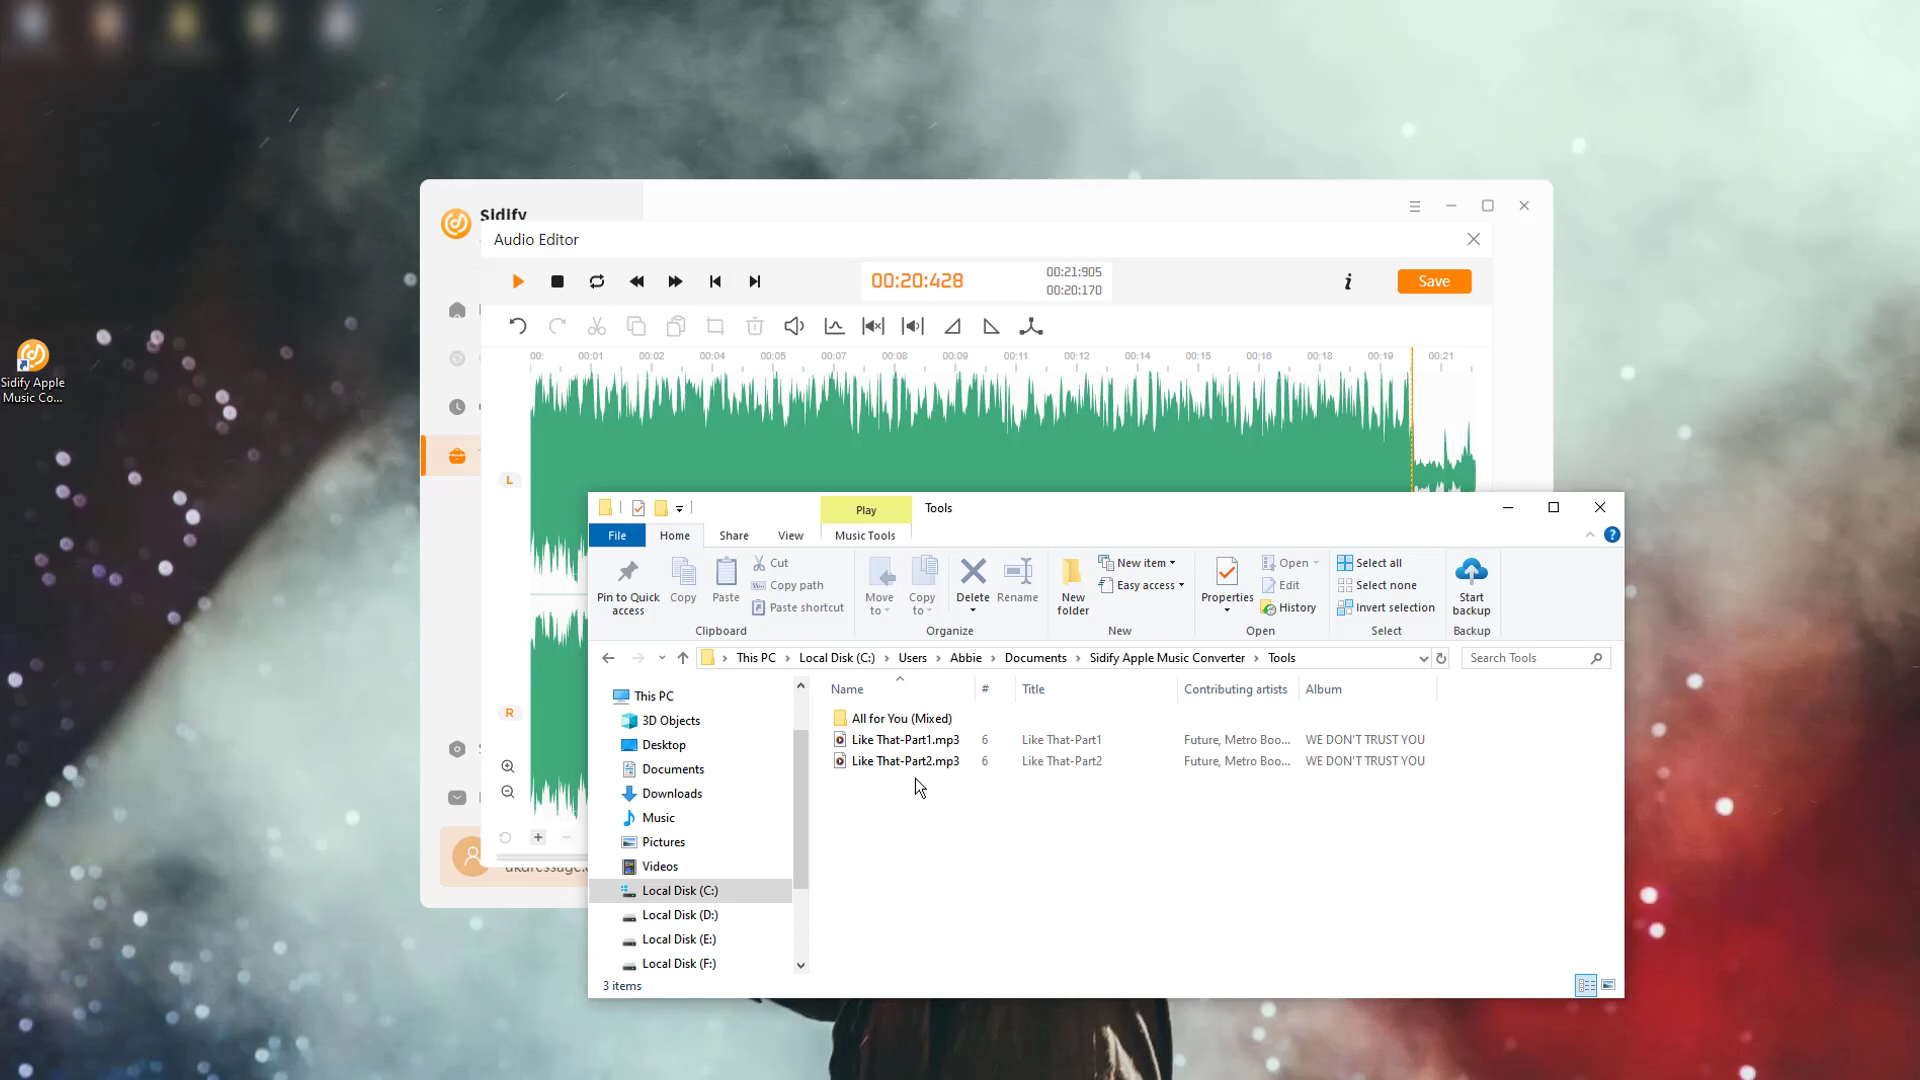 Sidify
Audio Editor
00:20:428
00:21:905
00:20:170
i
Save
00: 00:01 00:02 00:04 00:05 00:07 00:08 00:09 00:11 00:12 00:14 00:15 00:16 00:18 00:19 00:21
Sidify Apple
Music Co...
L
R
Play
Tools
File
Home
Share
View
Music Tools
Pin to Quick
access
Copy
Paste
Cut
Copy path
Paste shortcut
Clipboard
Move
to
Copy
to
Delete
Rename
Organize
New
folder
New item
Easy access
New
Properties
Open
Edit
History
Open
Select all
Select none
Invert selection
Select
Start
backup
Backup
This PC
Local Disk (C:)
Users
Abbie
Documents
Sidify Apple Music Converter
Tools
Search Tools
Name # Title Contributing artists Album
All for You (Mixed)
Like That-Part1.mp3 6 Like That-Part1 Future, Metro Boo... WE DON'T TRUST YOU
Like That-Part2.mp3 6 Like That-Part2 Future, Metro Boo... WE DON'T TRUST YOU
This PC
3D Objects
Desktop
Documents
Downloads
Music
Pictures
Videos
Local Disk (C:)
Local Disk (D:)
Local Disk (E:)
Local Disk (F:)
3 items